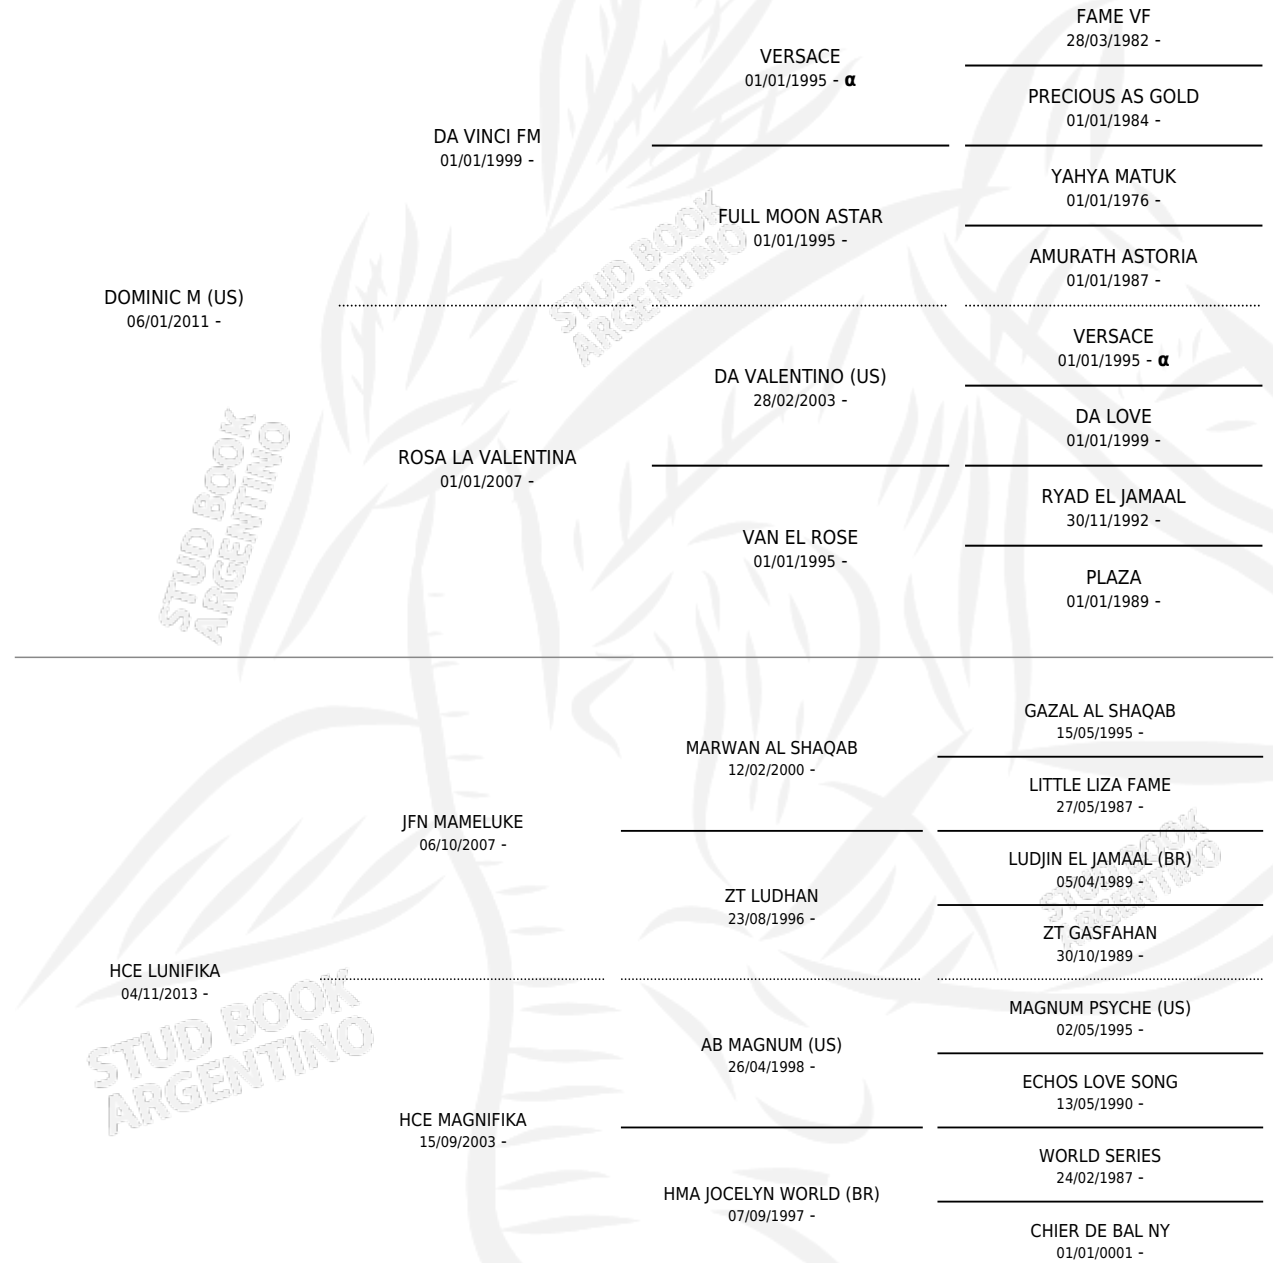 FAME VF
28/03/1982 -
VERSACE
01/01/1995 - α
PRECIOUS AS GOLD
01/01/1984 -
DA VINCI FM
01/01/1999 -
YAHYA MATUK
01/01/1976 -
FULL MOON ASTAR
01/01/1995 -
AMURATH ASTORIA
01/01/1987 -
DOMINIC M (US)
06/01/2011 -
VERSACE
01/01/1995 - α
DA VALENTINO (US)
28/02/2003 -
DA LOVE
01/01/1999 -
ROSA LA VALENTINA
01/01/2007 -
RYAD EL JAMAAL
30/11/1992 -
VAN EL ROSE
01/01/1995 -
PLAZA
01/01/1989 -
GAZAL AL SHAQAB
15/05/1995 -
MARWAN AL SHAQAB
12/02/2000 -
LITTLE LIZA FAME
27/05/1987 -
JFN MAMELUKE
06/10/2007 -
LUDJIN EL JAMAAL (BR)
05/04/1989 -
ZT LUDHAN
23/08/1996 -
ZT GASFAHAN
30/10/1989 -
HCE LUNIFIKA
04/11/2013 -
MAGNUM PSYCHE (US)
02/05/1995 -
AB MAGNUM (US)
26/04/1998 -
ECHOS LOVE SONG
13/05/1990 -
HCE MAGNIFIKA
15/09/2003 -
WORLD SERIES
24/02/1987 -
HMA JOCELYN WORLD (BR)
07/09/1997 -
CHIER DE BAL NY
01/01/0001 -
STUD BOOK
ARGENTINO
STUD BOOK
ARGENTINO
STUD BOOK
ARGENTINO
STUD BOOK
ARGENTINO